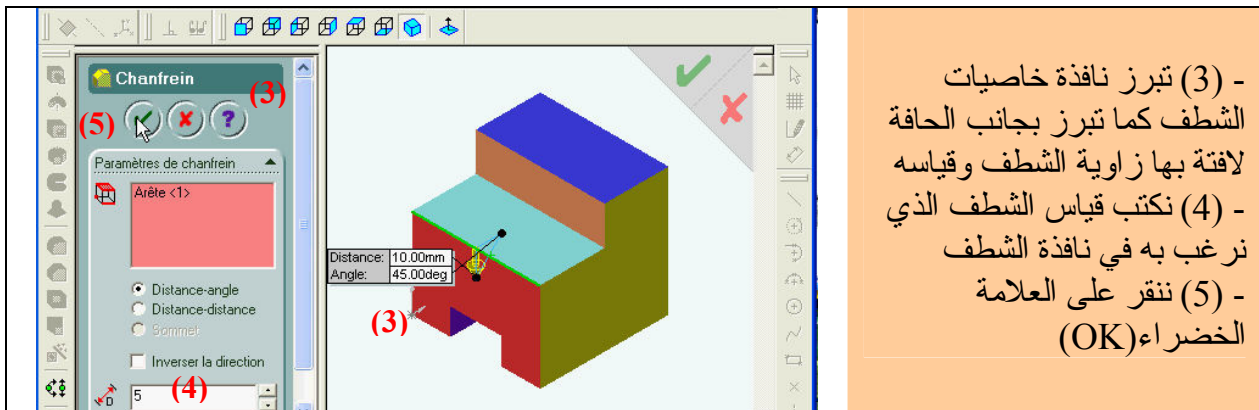 Chanfrein
(3)
(5)
?
Paramètres de chanfrein
Arête <1>
Distance-angle
Distance-distance
Sommet
Inverser la direction
D
5
(4)
Distance: 10.00mm
Angle: 45.00deg
(3)
- (3) تبرز نافذة خاصيات
الشطف كما تبرز بجانب الحافة
لافتة بها زاوية الشطف وقياسه
- (4) نكتب قياس الشطف الذي
نرغب به في نافذة الشطف
- (5) ننقر على العلامة
الخضراء(OK)